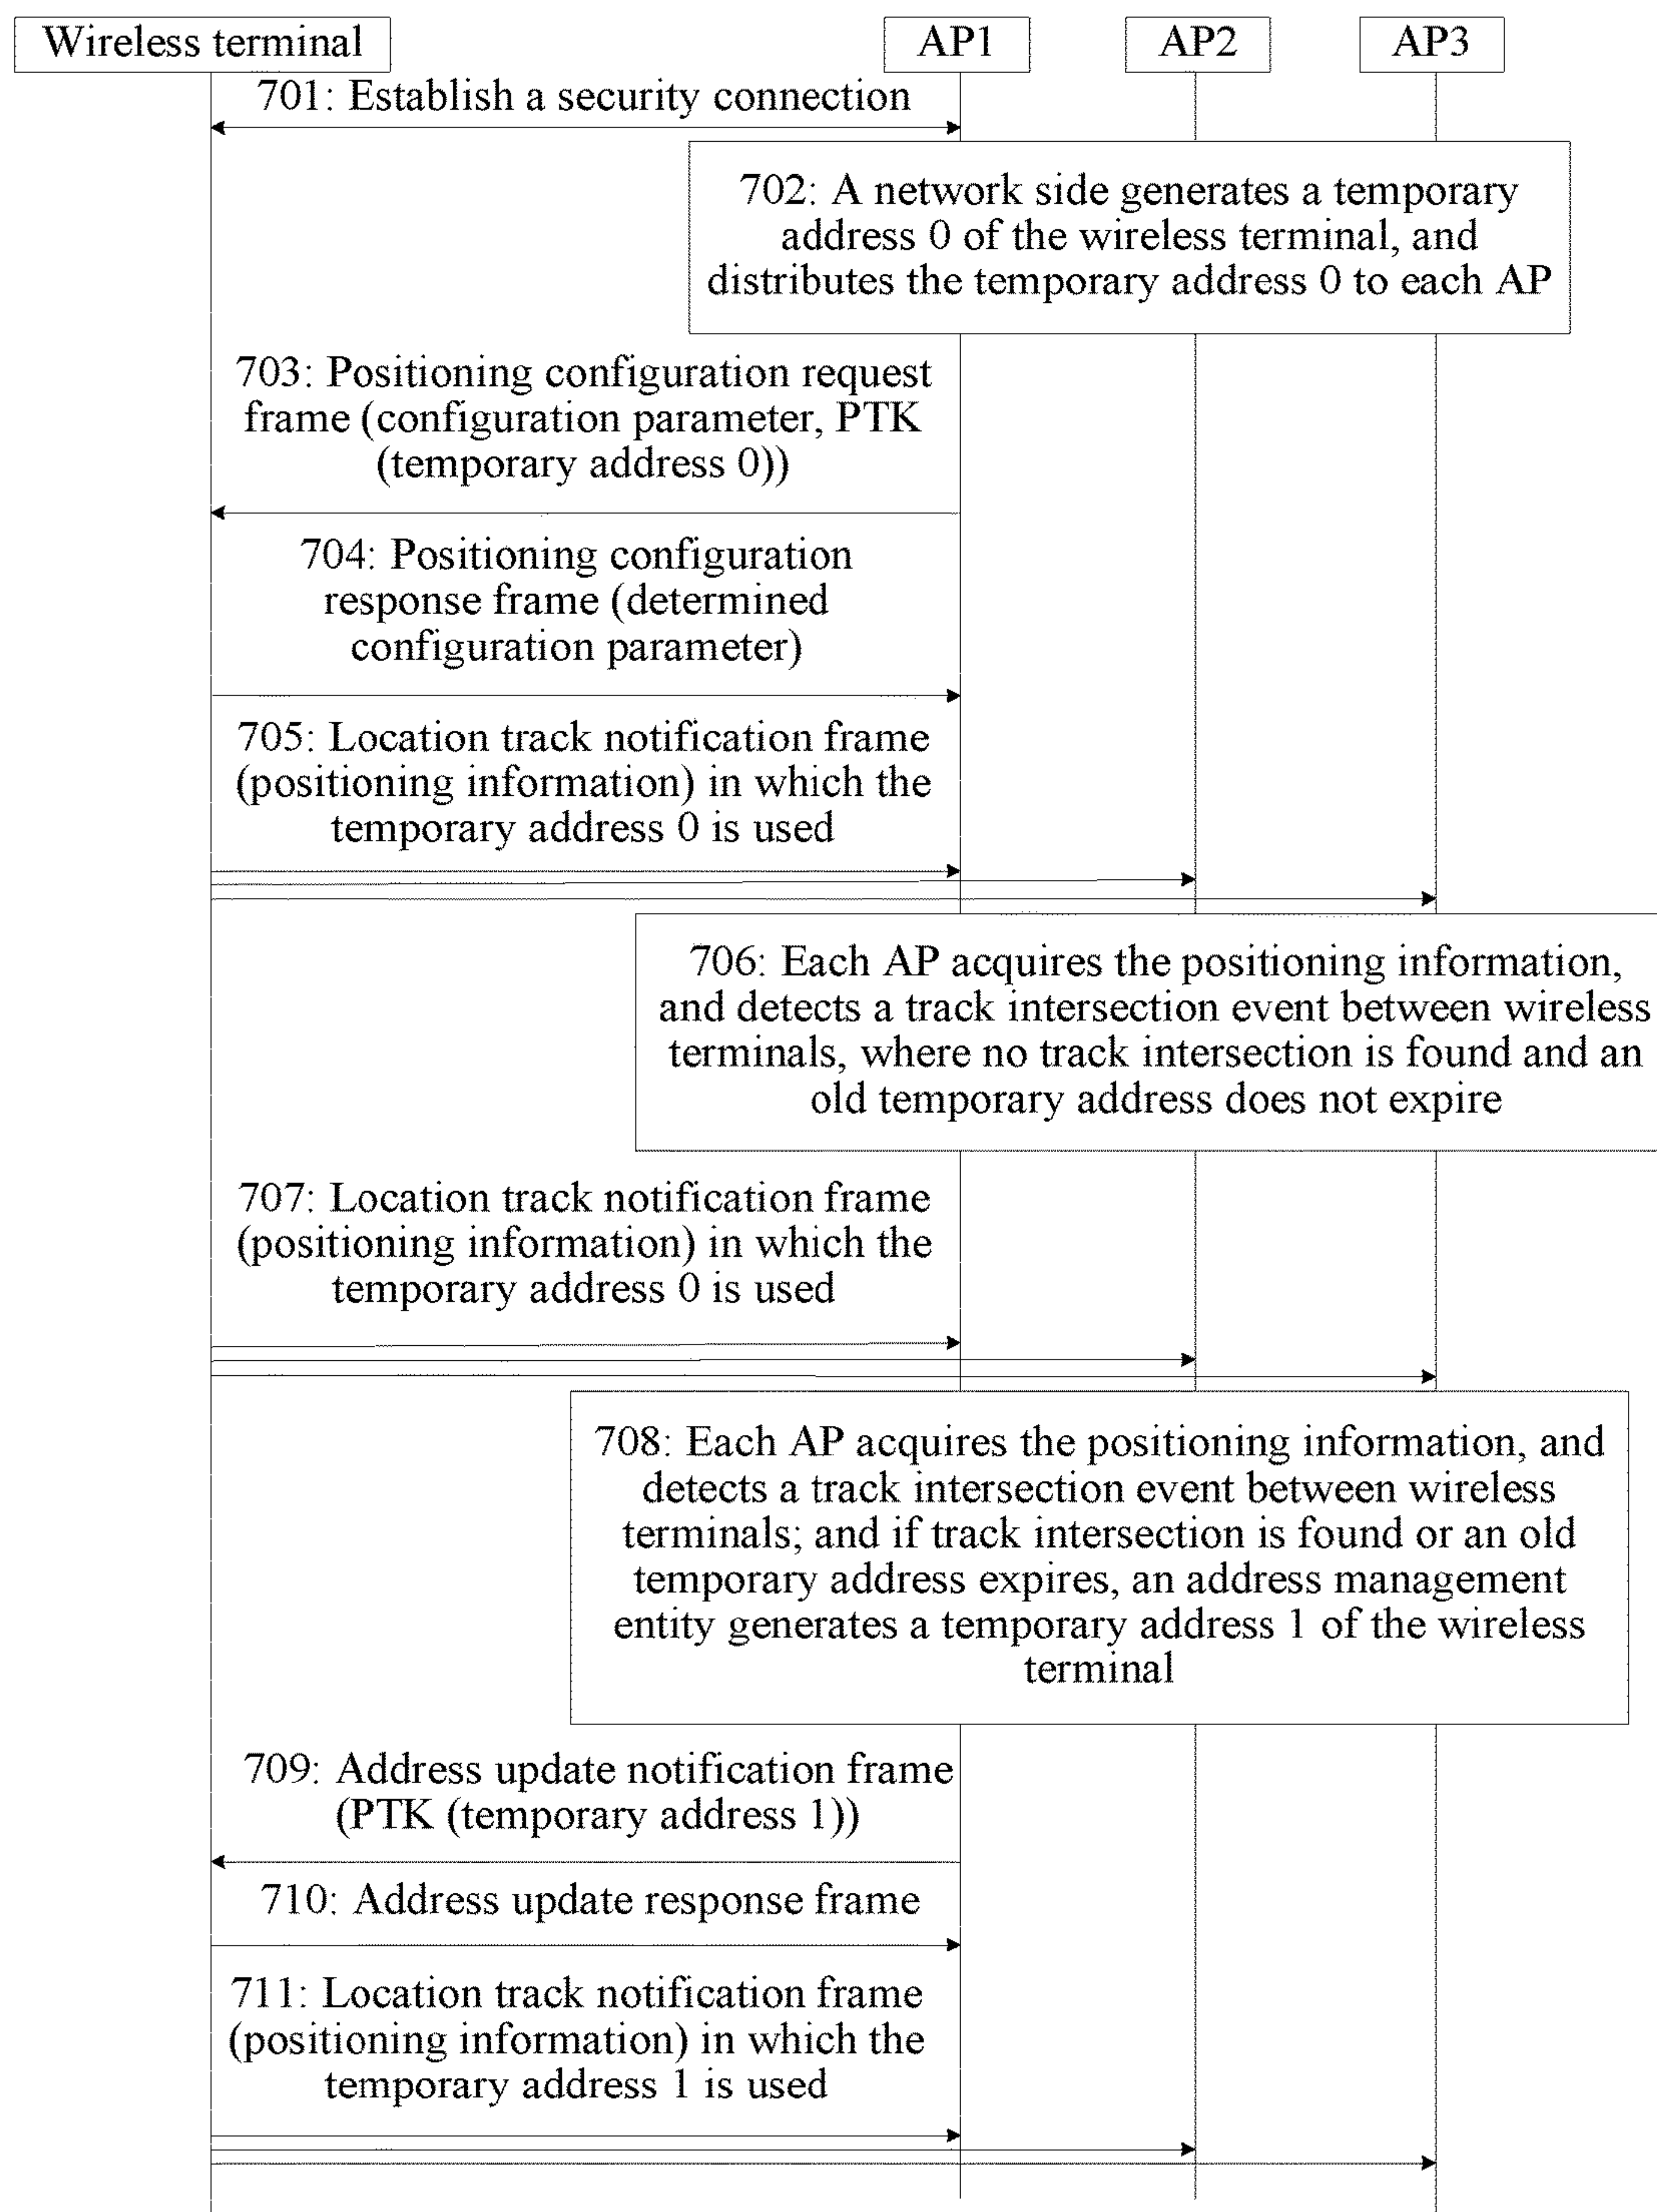 Wireless terminal
AP1
AP2
AP3
701: Establish a security connection
702: A network side generates a temporary
address 0 of the wireless terminal, and
distributes the temporary address 0 to each AP
703: Positioning configuration request
frame (configuration parameter, PTK
(temporary address 0))
704: Positioning configuration
response frame (determined
configuration parameter)
705: Location track notification frame
(positioning information) in which the
temporary address 0 is used
706: Each AP acquires the positioning information,
and detects a track intersection event between wireless
terminals, where no track intersection is found and an
old temporary address does not expire
707: Location track notification frame
(positioning information) in which the
temporary address 0 is used
708: Each AP acquires the positioning information, and
detects a track intersection event between wireless
terminals; and if track intersection is found or an old
temporary address expires, an address management
entity generates a temporary address 1 of the wireless
terminal
709: Address update notification frame
(PTK (temporary address 1))
710: Address update response frame
711: Location track notification frame
(positioning information) in which the
temporary address 1 is used